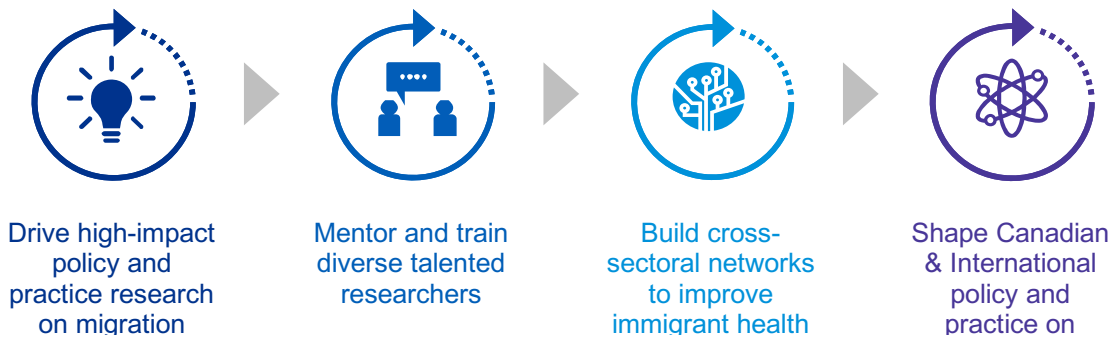 Drive high-impact
policy and
practice research
on migration
Mentor and train
diverse talented
researchers
Build cross-
sectoral networks
to improve
immigrant health
Shape Canadian
& International
policy and
practice on